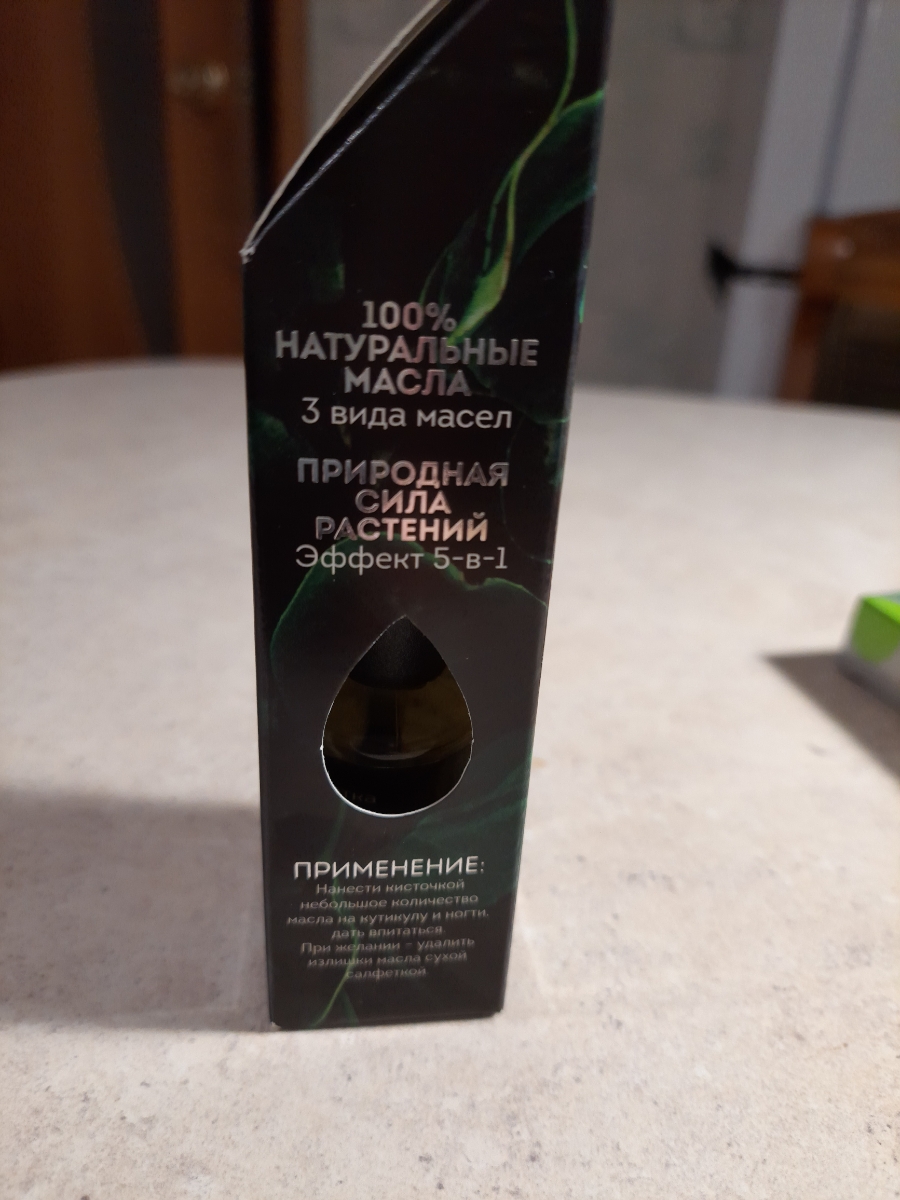 100%
НАТУРАЛЬНЫЕ
МАСЛА
3 вида масел
ПРИРОДНАЯ
СИЛА
РАСТЕНИЙ
Эффект 5-в-1
ПРИМЕНЕНИЕ:
Нанести кисточкой
небольшое количество
масла на кутикулу и ногти,
дать впитаться.
При желании - удалить
излишки масла сухой
салфеткой